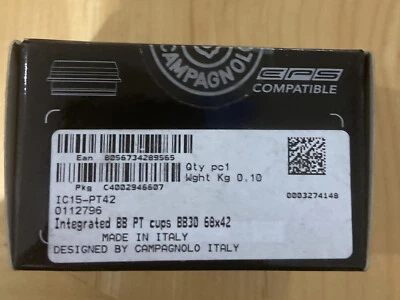 CAMPAGNOLO
EPS
COMPATIBLE
Ean 8056734289565
Qty pc1
Wght Kg 0.10
Pkg C4002946607
IC15-PT42
0112796
0003274148
Integrated BB PT cups BB30 68x42
MADE IN ITALY
DESIGNED BY CAMPAGNOLO ITALY